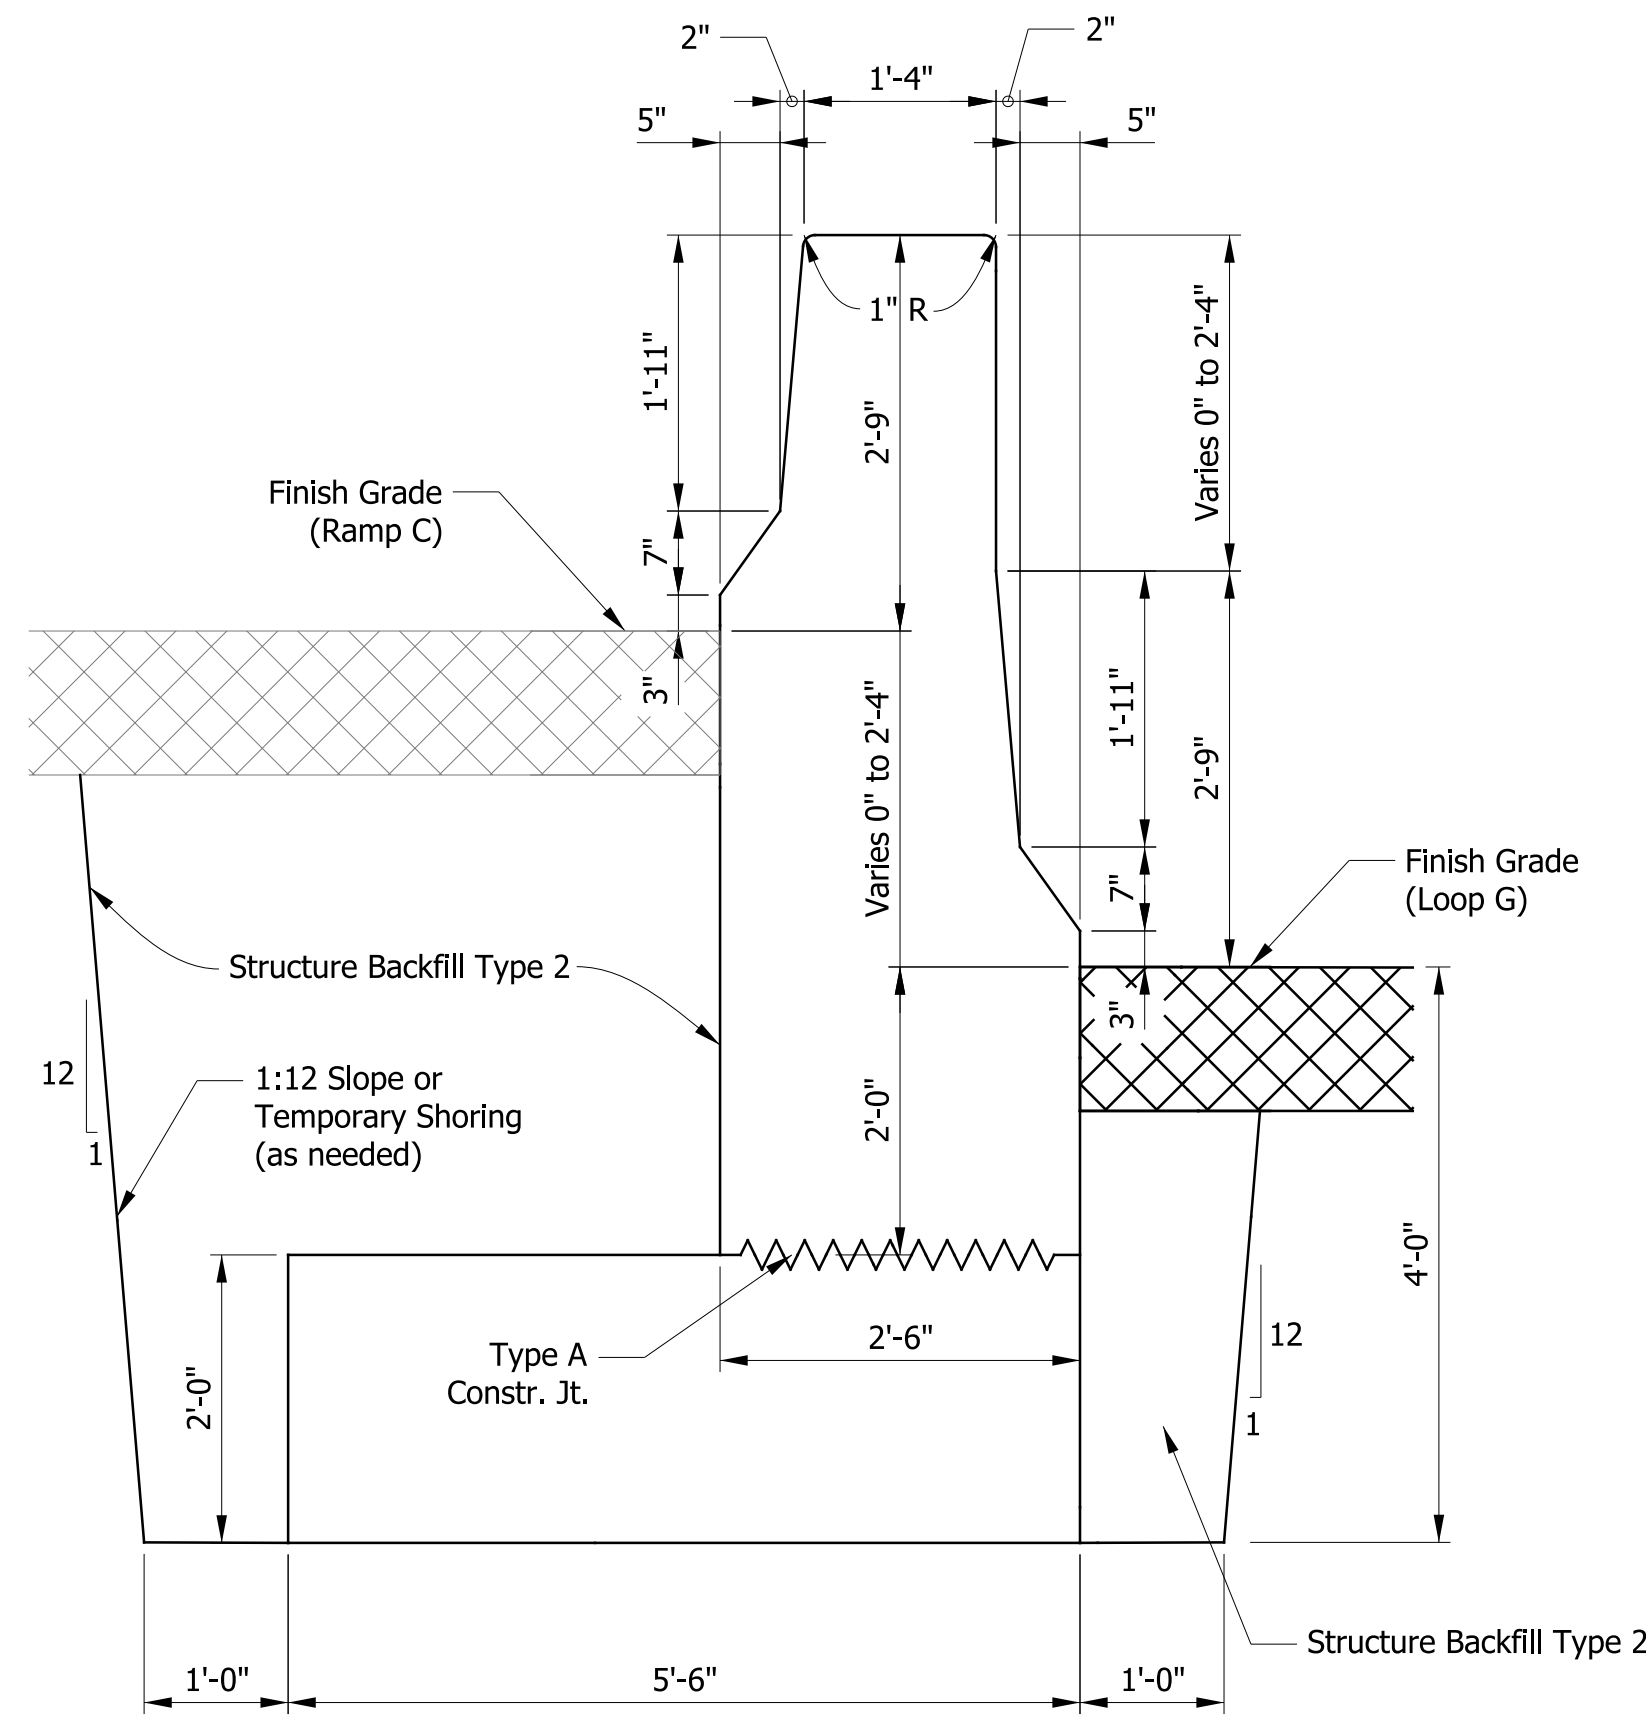 2"
2"
1'-4"
5"
5"
1" R
1'-11"
Varies 0" to 2'-4"
2'-9"
Finish Grade
(Ramp C)
7"
3"
Varies 0" to 2'-4"
1'-11"
2'-9"
7"
Finish Grade
(Loop G)
3"
Structure Backfill Type 2
12
1
1:12 Slope or
Temporary Shoring
(as needed)
2'-0"
4'-0"
2'-6"
12
1
Type A
Constr. Jt.
2'-0"
Structure Backfill Type 2
1'-0"
5'-6"
1'-0"